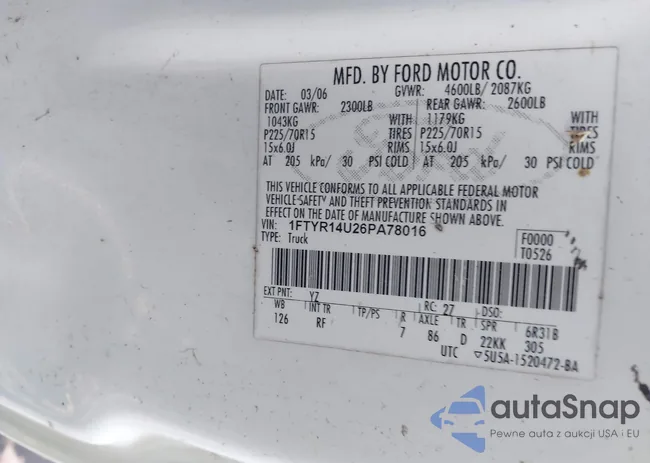 MFD. BY FORD MOTOR CO.
DATE: 03/06 GVWR: 4600LB/ 2087KG
FRONT GAWR: 2300LB REAR GAWR: 2600LB
1043KG WITH 1179KG WITH
P225/70R15 TIRES P225/70R15 TIRES
15x6.0J RIMS 15x6.0J RIMS
AT 205 kPa/ 30 PSI COLD AT 205 kPa/ 30 PSI COLD
THIS VEHICLE CONFORMS TO ALL APPLICABLE FEDERAL MOTOR
VEHICLE-SAFETY AND THEFT PREVENTION STANDARDS IN
EFFECT ON THE DATE OF MANUFACTURE SHOWN ABOVE.
VIN: 1FTYR14U26PA78016
TYPE: Truck
F0000
T0526
EXT PNT: YZ RC: 27 DSO:
WB INT TR TP/PS R AXLE TR SPR 6R31B
126 RF 7 86 D 22KK 305
UTC ▽5U5A-1520472-BA
autaSnap
Pewne auta z aukcji USA i EU